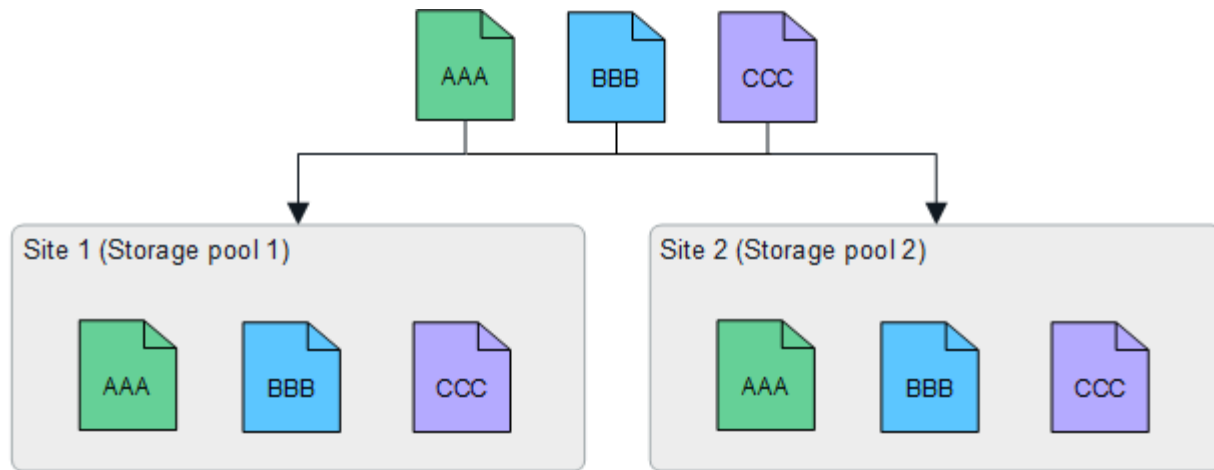 AAA
BBB
CCC
Site 1 (Storage pool 1)
AAA
BBB
CCC
Site 2 (Storage pool 2)
AAA
BBB
CCC